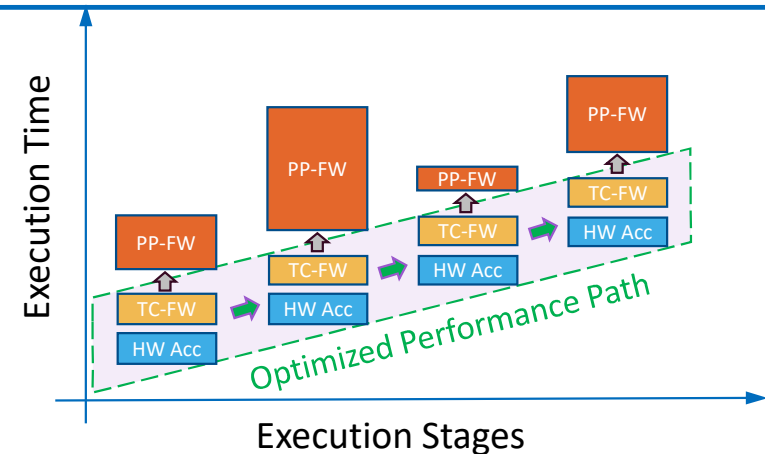 Execution Time
PP-FW
TC-FW
HW Acc
PP-FW
TC-FW
HW Acc
PP-FW
TC-FW
HW Acc
PP-FW
TC-FW
HW Acc
Optimized Performance Path
Execution Stages